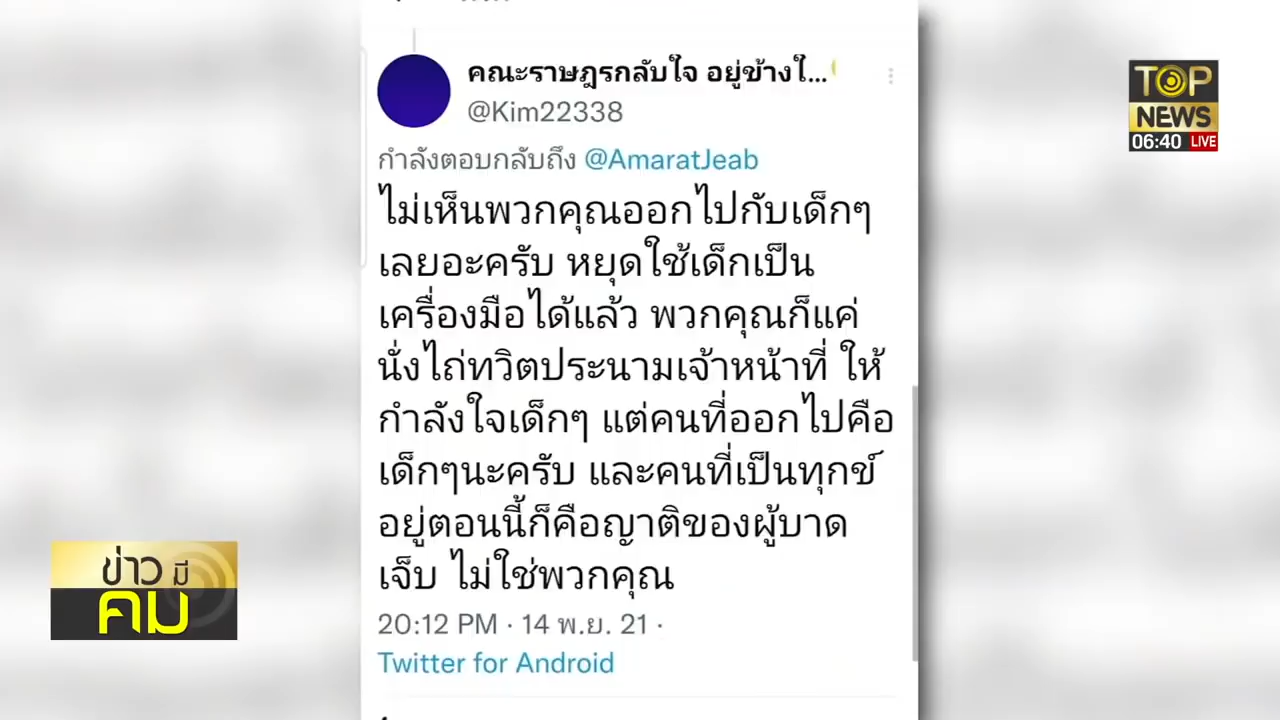 คณะราษฎรกลับใจ อยู่ข้างใ...
@Kim22338
กำลังตอบกลับถึง @AmaratJeab
ไม่เห็นพวกคุณออกไปกับเด็กๆ
เลยอะครับ หยุดใช้เด็กเป็น
เครื่องมือได้แล้ว พวกคุณก็แค่
นั่งไถ่ทวิตประนามเจ้าหน้าที่ ให้
กำลังใจเด็กๆ แต่คนที่ออกไปคือ
เด็กๆนะครับ และคนที่เป็นทุกข์
อยู่ตอนนี้ก็คือญาติของผู้บาด
เจ็บ ไม่ใช่พวกคุณ
20:12 PM · 14 พ.ย. 21 ·
Twitter for Android
TOP
NEWS
06:40 LIVE
ข่าวมี
คม